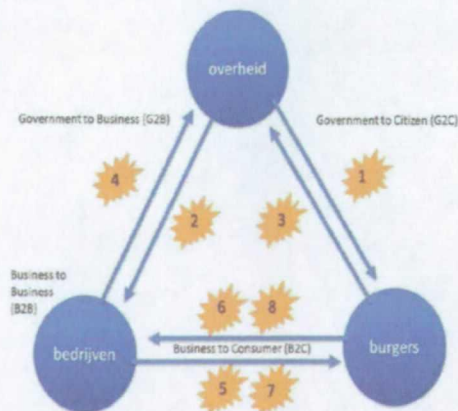 overheid
Government to Business (G2B)
Government to Citizen (G2C)
4
1
2
3
Business to
Business
(B2B)
6
8
bedrijven
Business to Consumer (B2C)
burgers
5
7